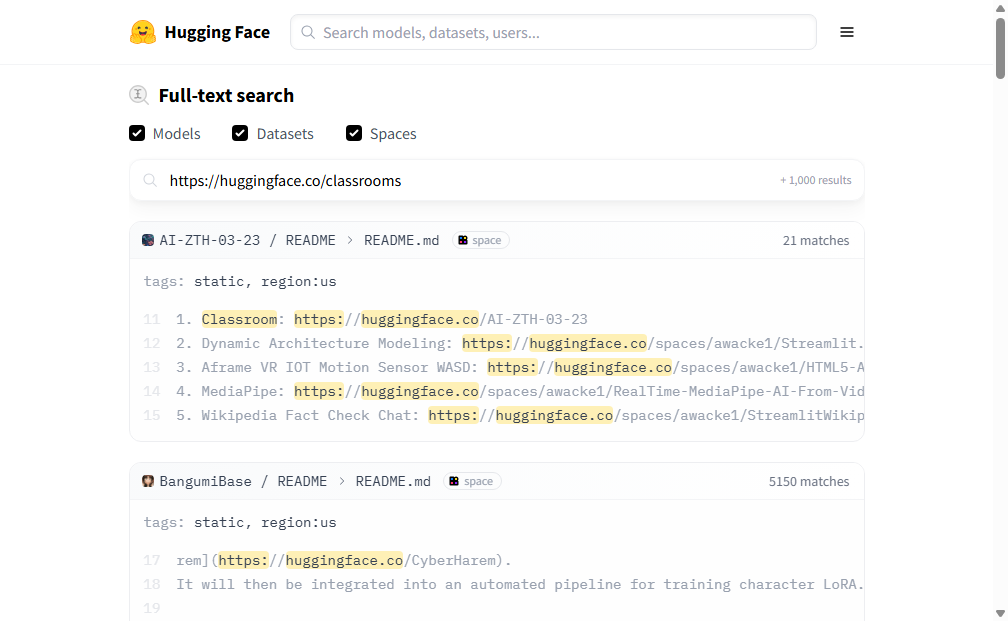 Hugging Face
Search models, datasets, users...
Full-text search
Models Datasets Spaces
https://huggingface.co/classrooms
+ 1,000 results
AI-ZTH-03-23 / README > README.md space 21 matches
tags: static, region:us
11 1. Classroom: https://huggingface.co/AI-ZTH-03-23
12 2. Dynamic Architecture Modeling: https://huggingface.co/spaces/awacke1/Streamlit.
13 3. Aframe VR IOT Motion Sensor WASD: https://huggingface.co/spaces/awacke1/HTML5-A
14 4. MediaPipe: https://huggingface.co/spaces/awacke1/RealTime-MediaPipe-AI-From-Vid
15 5. Wikipedia Fact Check Chat: https://huggingface.co/spaces/awacke1/StreamlitWikip
BangumiBase / README > README.md space 5150 matches
tags: static, region:us
17 rem](https://huggingface.co/CyberHarem).
18 It will then be integrated into an automated pipeline for training character LoRA.
19